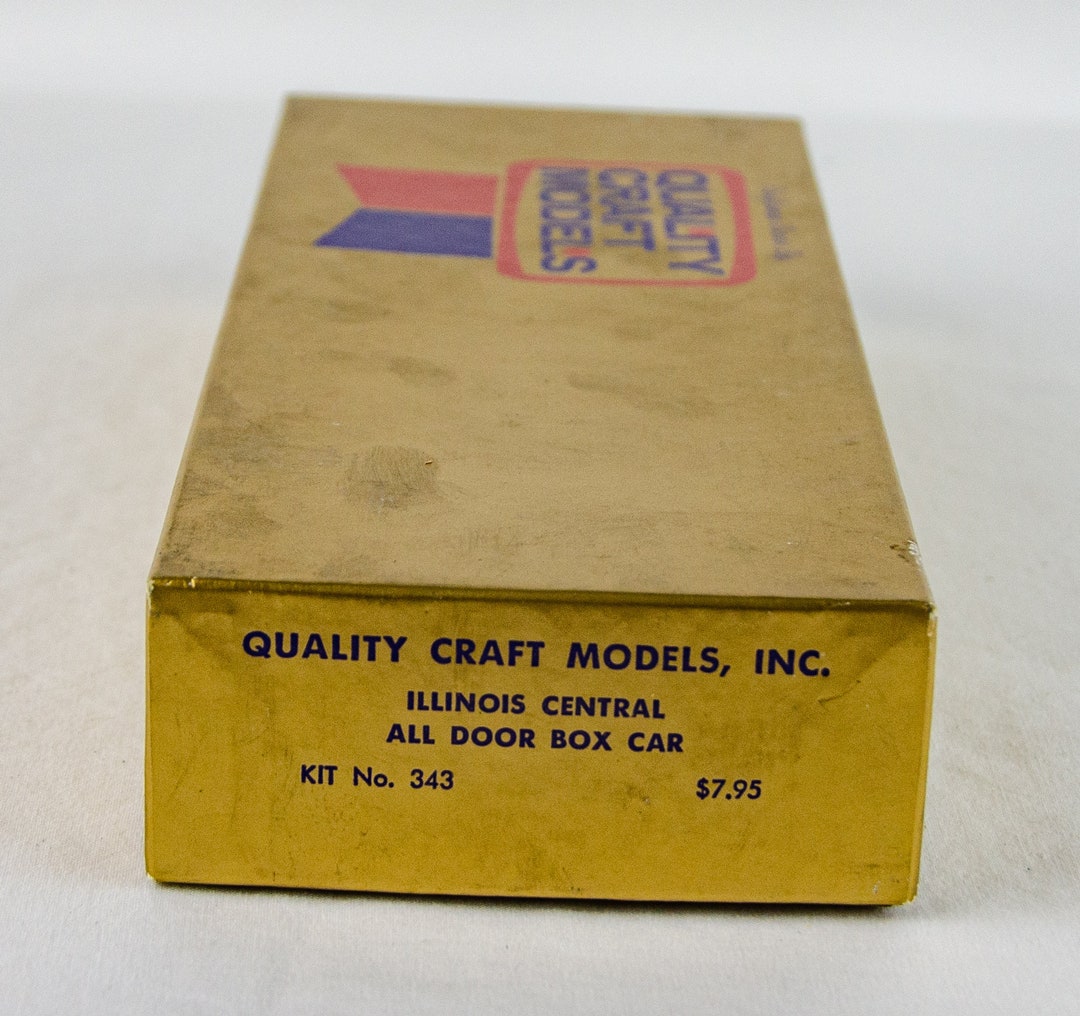 QUALITY
CRAFT
MODELS
QUALITY CRAFT MODELS, INC.
ILLINOIS CENTRAL
ALL DOOR BOX CAR
KIT No. 343
$7.95